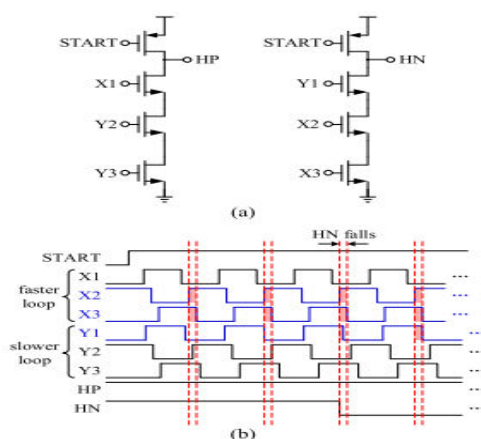 START HP START HN
X1 Y1
Y2 X2
Y3 X3
(a)
HN falls
START
X1
faster loop X2
X3
Y1
slower loop Y2
Y3
HP
HN
(b)